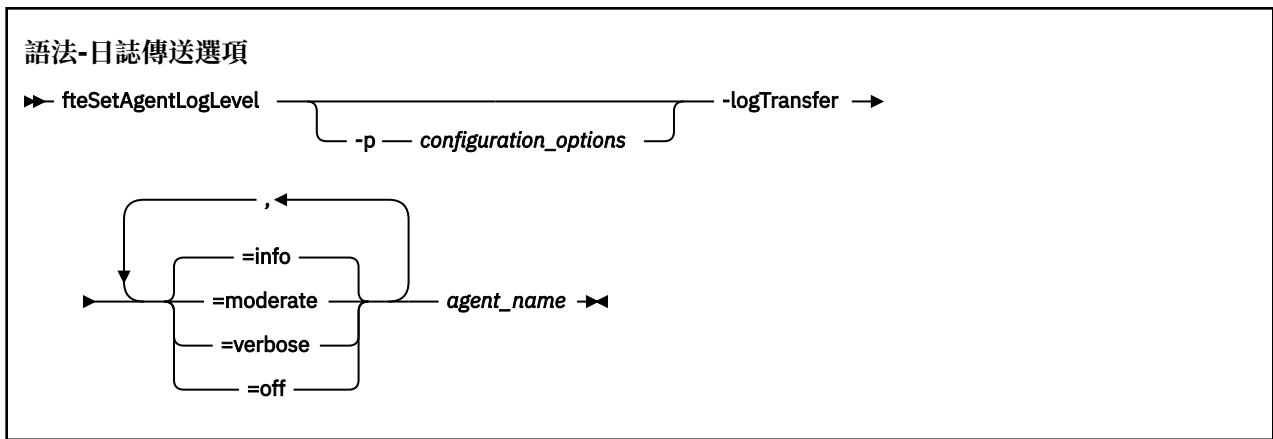 語法-日誌傳送選項
fteSetAgentLogLevel -logTransfer
-p configuration_options
,
=info
=moderate agent_name
=verbose
=off